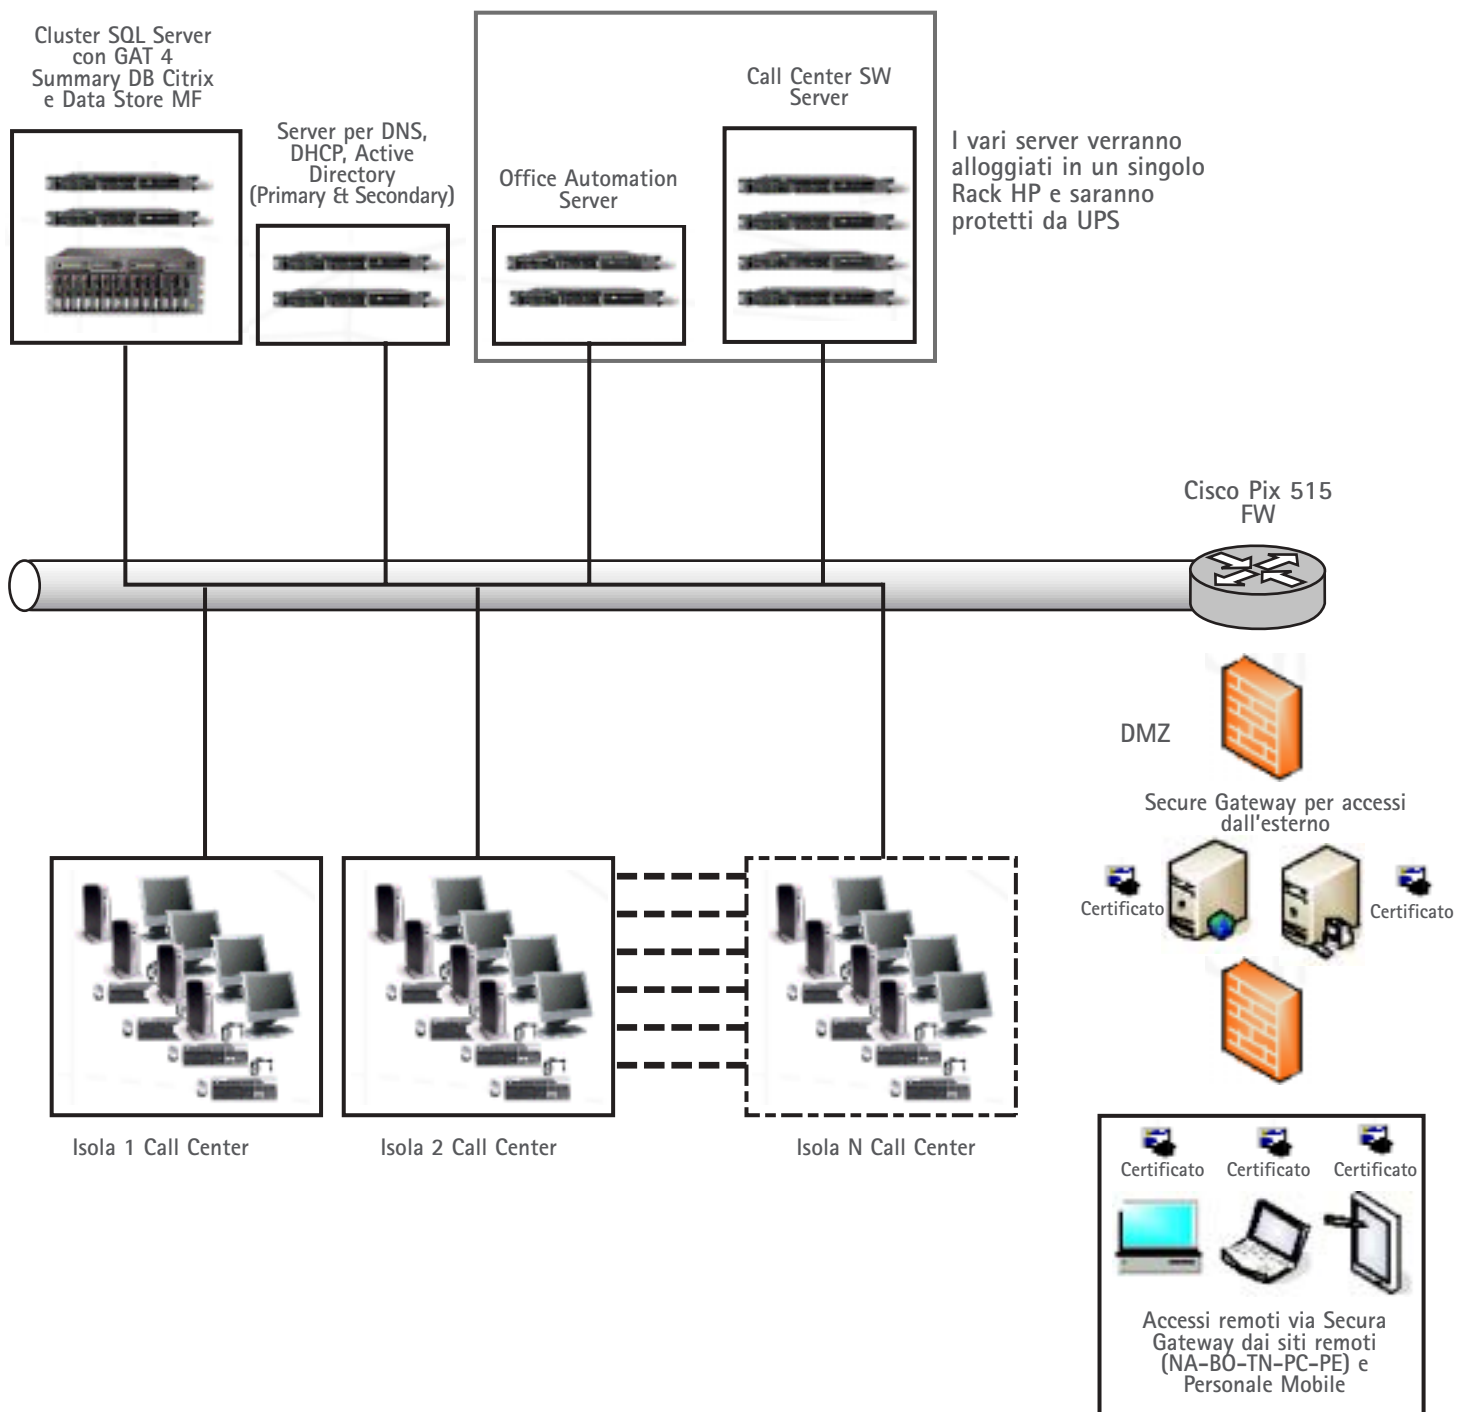 Cluster SQL Server
con GAT 4
Summary DB Citrix
e Data Store MF
Server per DNS,
DHCP, Active
Directory
(Primary & Secondary)
Office Automation
Server
Call Center SW
Server
I vari server verranno
alloggiati in un singolo
Rack HP e saranno
protetti da UPS
Cisco Pix 515
FW
DMZ
Secure Gateway per accessi
dall'esterno
Certificato
Certificato
Isola 1 Call Center
Isola 2 Call Center
Isola N Call Center
Certificato
Certificato
Certificato
Accessi remoti via Secura
Gateway dai siti remoti
(NA-BO-TN-PC-PE) e
Personale Mobile